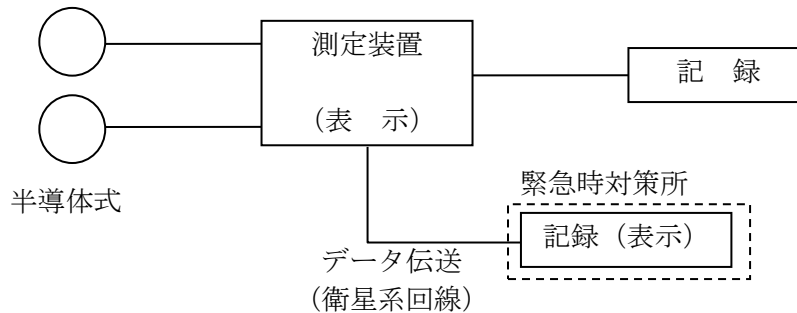 測定装置
(表　示)
記　録
半導体式
緊急時対策所
記録(表示)
データ伝送
(衛星系回線)